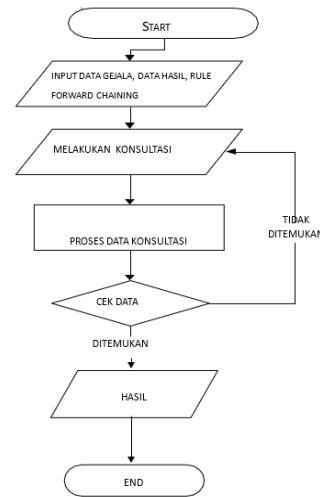 START
INPUT DATA GEJALA, DATA HASIL, RULE
FORWARD CHAINING
MELAKUKAN KONSULTASI
PROSES DATA KONSULTASI
TIDAK
DITEMUKAN
CEK DATA
DITEMUKAN
HASIL
END